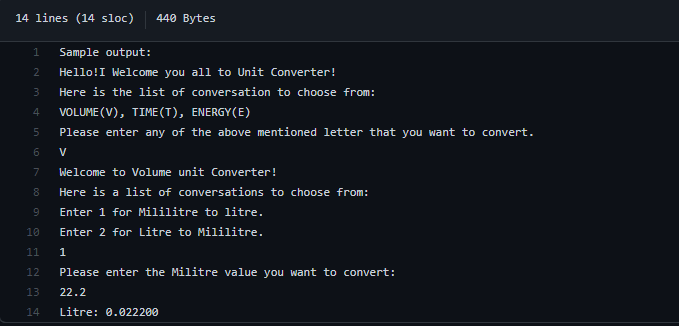 14 lines (14 sloc) 440 Bytes
1 Sample output:
2 Hello!I Welcome you all to Unit Converter!
3 Here is the list of conversation to choose from:
4 VOLUME(V), TIME(T), ENERGY(E)
5 Please enter any of the above mentioned letter that you want to convert.
6 V
7 Welcome to Volume unit Converter!
8 Here is a list of conversations to choose from:
9 Enter 1 for Mililitre to litre.
10 Enter 2 for Litre to Mililitre.
11 1
12 Please enter the Militre value you want to convert:
13 22.2
14 Litre: 0.022200